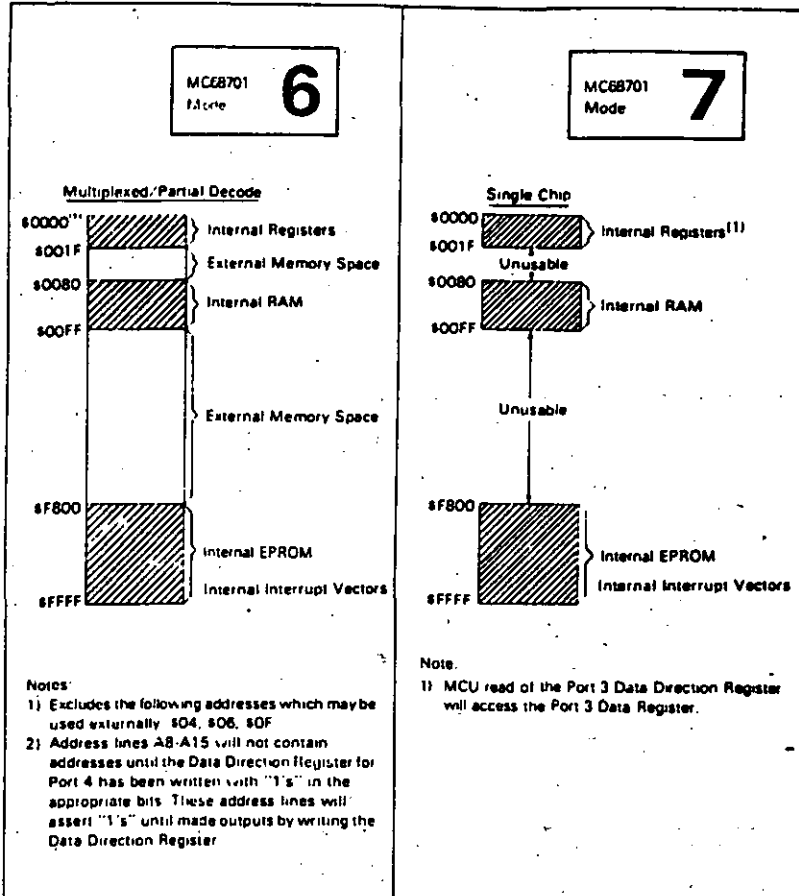 MC68701
Mode
6
Multiplexed/Partial Decode
$0000(1)
Internal Registers
$001F
External Memory Space
$0080
Internal RAM
$00FF
External Memory Space
$F800
Internal EPROM
Internal Interrupt Vectors
$FFFF
Notes:
1) Excludes the following addresses which may be
used externally $04, $06, $0F
2) Address lines A8-A15 will not contain
addresses until the Data Direction Register for
Port 4 has been written with "1's" in the
appropriate bits. These address lines will
assert "1's" until made outputs by writing the
Data Direction Register
MC68701
Mode
7
Single Chip
$0000
Internal Registers(1)
$001F
Unusable
$0080
Internal RAM
$00FF
Unusable
$F800
Internal EPROM
Internal Interrupt Vectors
$FFFF
Note.
1) MCU read of the Port 3 Data Direction Register
will access the Port 3 Data Register.